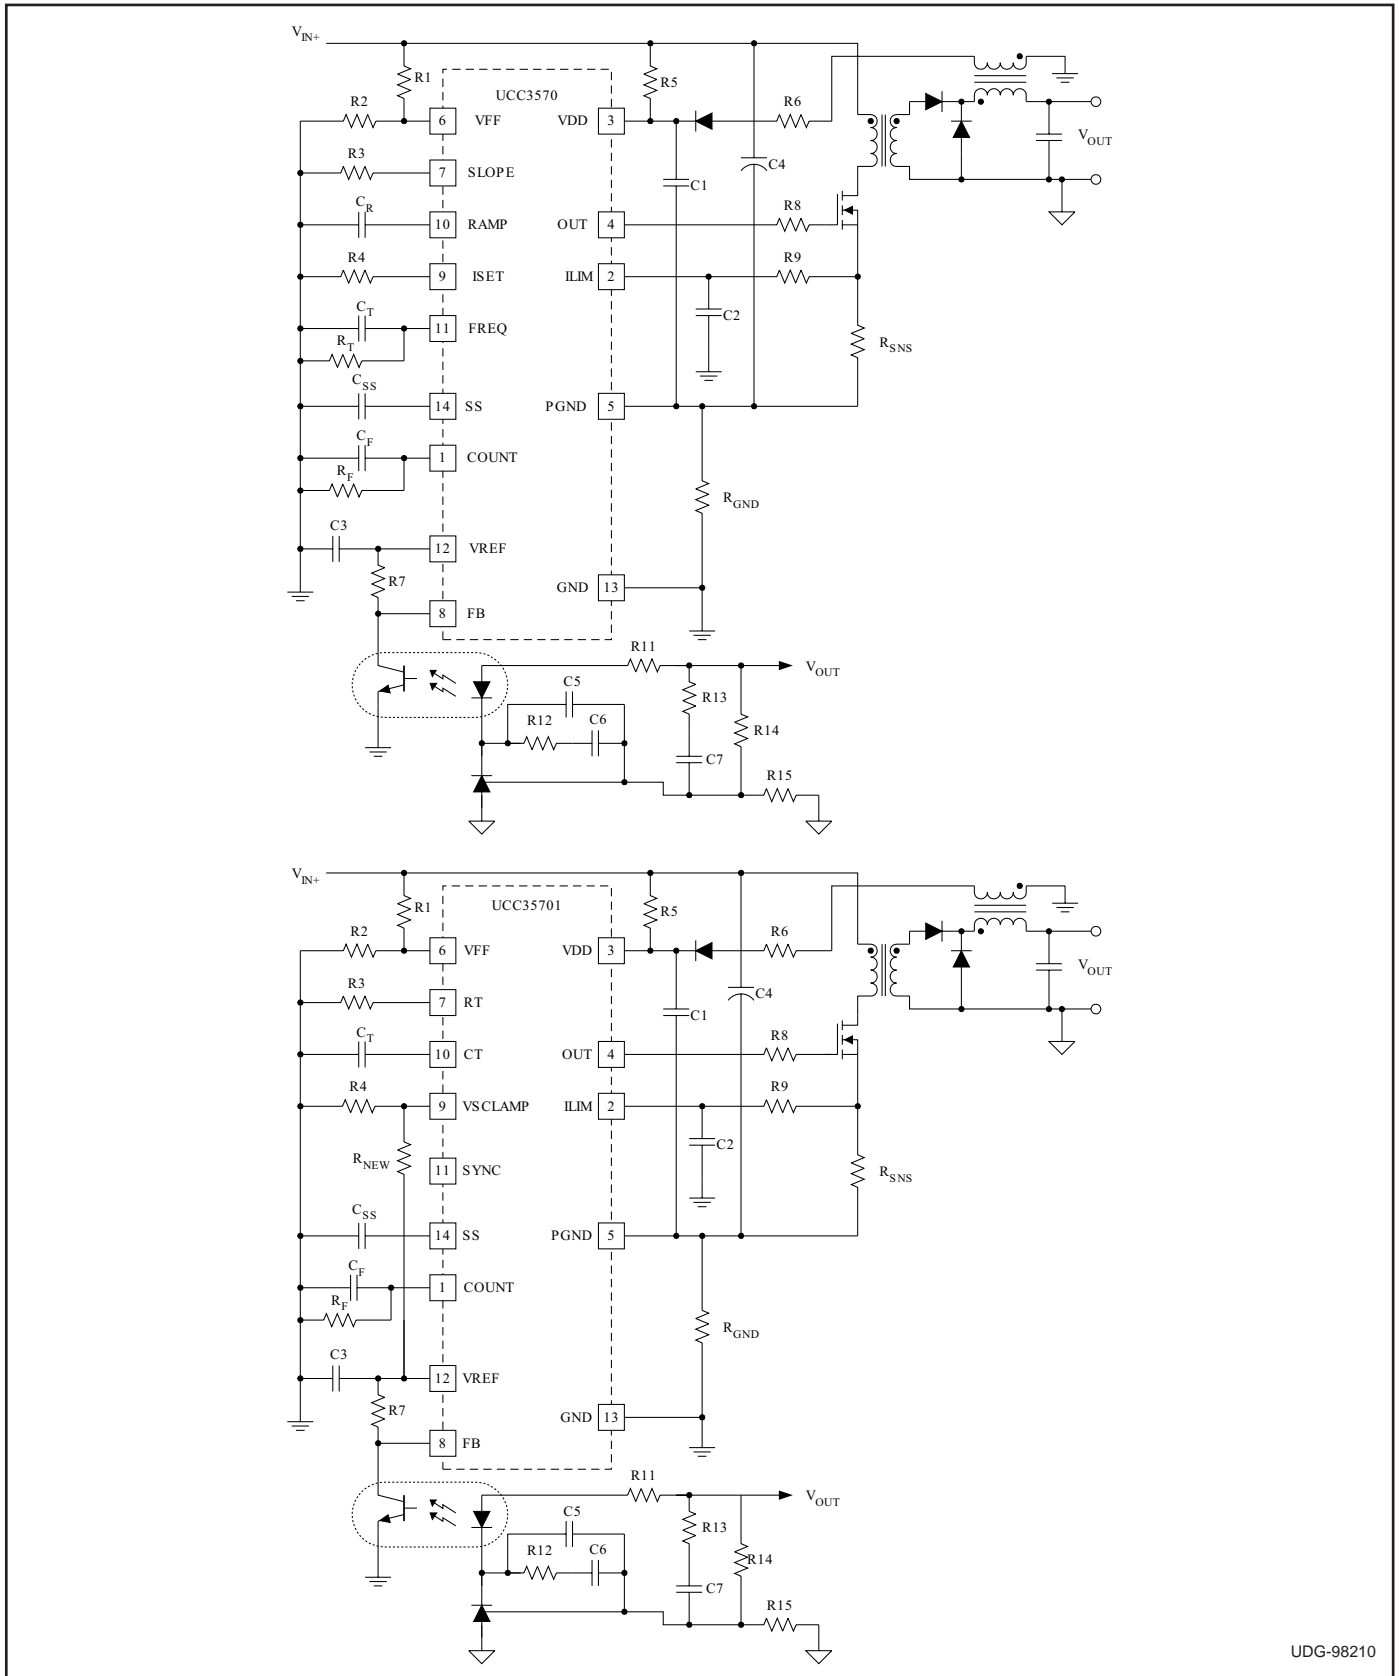 VIN+
R1
UCC3570
R5
R2
R6
6 VFF
VDD 3
VOUT
R3
C4
7 SLOPE
C1
CR
R8
10 RAMP
OUT 4
R4
R9
9 ISET
ILIM 2
CT
C2
11 FREQ
RT
RSNS
CSS
14 SS
PGND 5
CF
1 COUNT
RF
RGND
C3
12 VREF
R7
GND 13
8 FB
R11
VOUT
C5
R13
R12 C6
R14
C7
R15
VIN+
R1
UCC35701
R5
R2
R6
6 VFF
VDD 3
VOUT
R3
C4
7 RT
C1
CT
R8
10 CT
OUT 4
R4
R9
9 VSCLAMP
ILIM 2
C2
RNEW
11 SYNC
RSNS
CSS
14 SS
PGND 5
CF
1 COUNT
RF
RGND
C3
12 VREF
R7
GND 13
8 FB
R11
VOUT
C5
R13
R12 C6
R14
C7
R15
UDG-98210